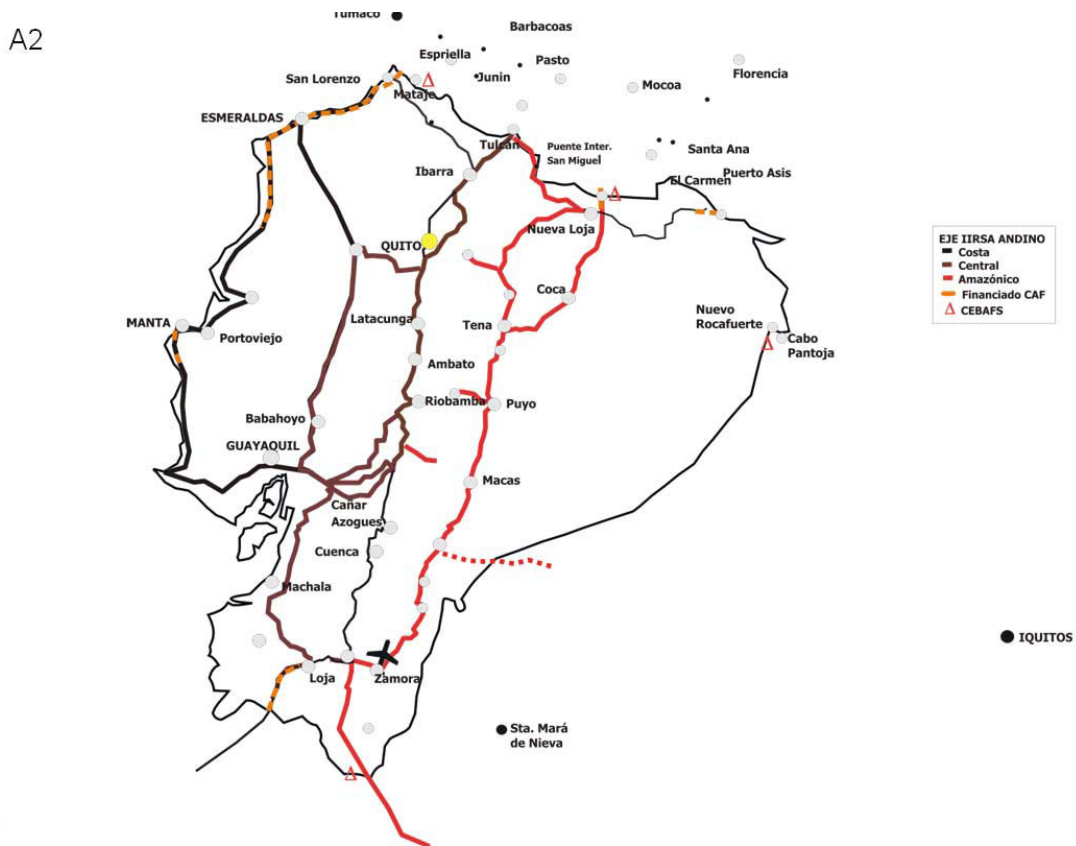 A2
Tumaco
Barbacoas
Espriella
Pasto
San Lorenzo
Junin
Mocoa
Florencia
Mataje
ESMERALDAS
Tulcán
Puente Inter.
San Miguel
Santa Ana
Ibarra
El Carmen
Puerto Asis
QUITO
Nueva Loja
EJE IIRSA ANDINO
Costa
Central
Amazónico
Financiado CAF
CEBAFS
Coca
Nuevo
Rocafuerte
MANTA
Latacunga
Tena
Portoviejo
Cabo
Pantoja
Ambato
Riobamba
Puyo
Babahoyo
GUAYAQUIL
Macas
Cañar
Azogues
Cuenca
Machala
IQUITOS
Loja
Zamora
Sta. Mará
de Nieva